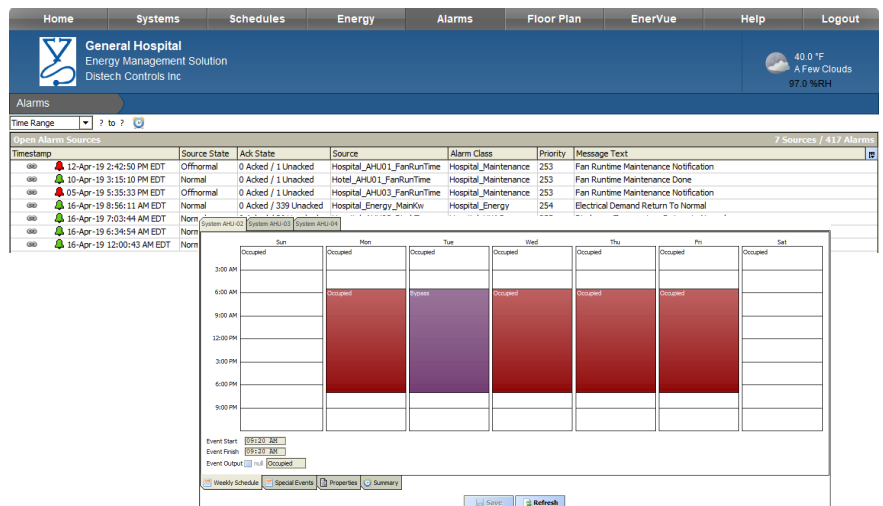 Home Systems Schedules Energy Alarms Floor Plan EnerVue Help Logout
General Hospital
Energy Management Solution
Distech Controls Inc
40.0 °F
A Few Clouds
97.0 %RH
Alarms
Time Range ? to ?
Open Alarm Sources 7 Sources / 417 Alarms
Timestamp Source State Ack State Source Alarm Class Priority Message Text
12-Apr-19 2:42:50 PM EDT Offnormal 0 Acked / 1 Unacked Hospital_AHU01_FanRunTime Hospital_Maintenance 253 Fan Runtime Maintenance Notification
10-Apr-19 3:15:10 PM EDT Normal 0 Acked / 1 Unacked Hotel_AHU01_FanRunTime Hospital_Maintenance 253 Fan Runtime Maintenance Done
05-Apr-19 5:35:33 PM EDT Offnormal 0 Acked / 1 Unacked Hospital_AHU03_FanRunTime Hospital_Maintenance 253 Fan Runtime Maintenance Notification
16-Apr-19 8:56:11 AM EDT Normal 0 Acked / 339 Unacked Hospital_Energy_MainKw Hospital_Energy 254 Electrical Demand Return To Normal
16-Apr-19 7:03:44 AM EDT
16-Apr-19 6:34:54 AM EDT Norm
16-Apr-19 12:00:43 AM EDT Norm
System AHU-02 System AHU-03 System AHU-04
Sun Mon Tue Wed Thu Fri Sat
Occupied Occupied Occupied Occupied Occupied Occupied Occupied
3:00 AM
6:00 AM Occupied Bypass Occupied Occupied Occupied
9:00 AM
12:00 PM
3:00 PM
6:00 PM
9:00 PM
Event Start 09:20 AM
Event Finish 09:20 AM
Event Output null Occupied
Weekly Schedule Special Events Properties Summary
Save Refresh